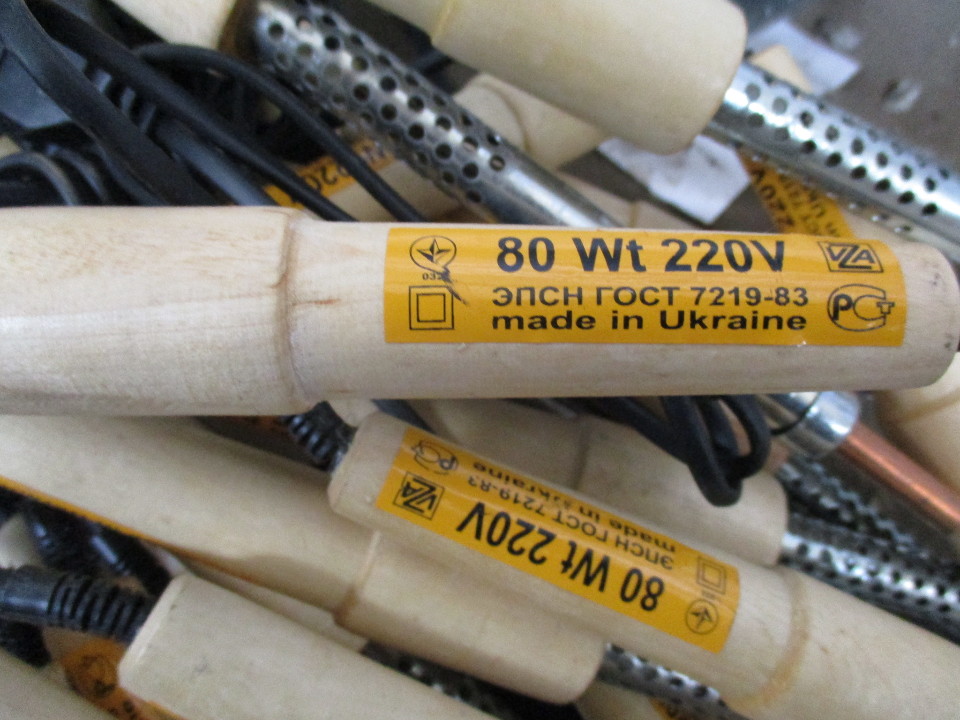 80 Wt 220V
ЭПСН ГОСТ 7219-83
made in Ukraine
VZA
РСТ
80 Wt 220V
ЭПСН ГОСТ 7219-83
made in Ukraine
VZA
220V